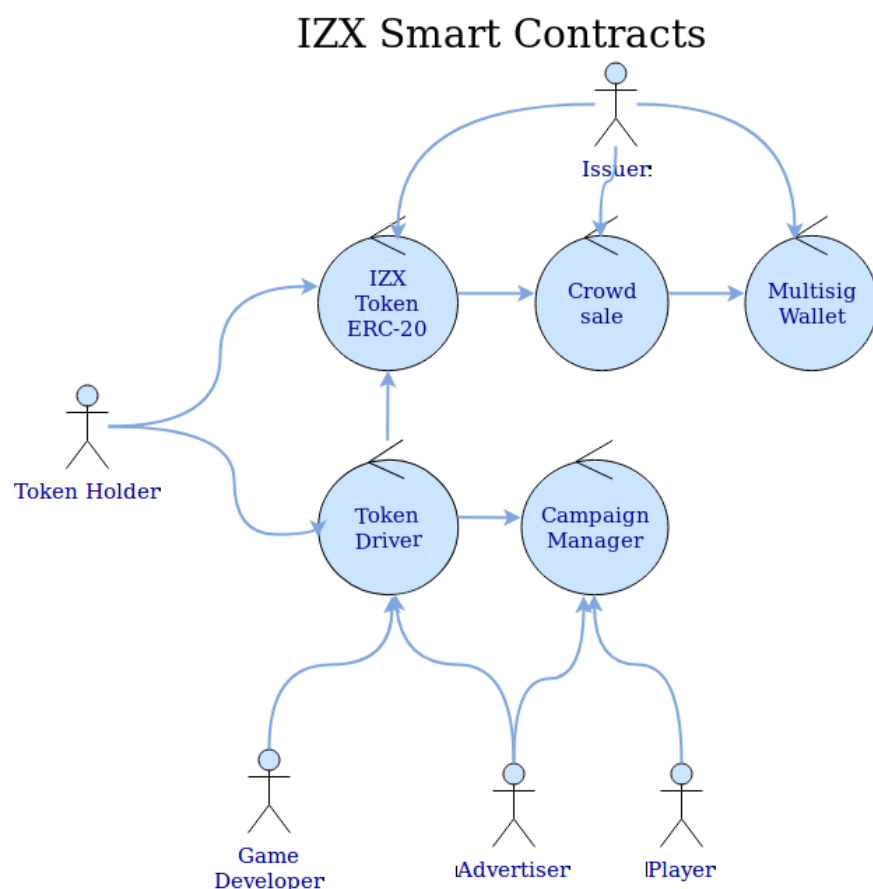 IZX Smart Contracts
Issuer
IZX
Token
ERC-20
Crowd
sale
Multisig
Wallet
Token Holder
Token
Driver
Campaign
Manager
Game
Developer
Advertiser
Player